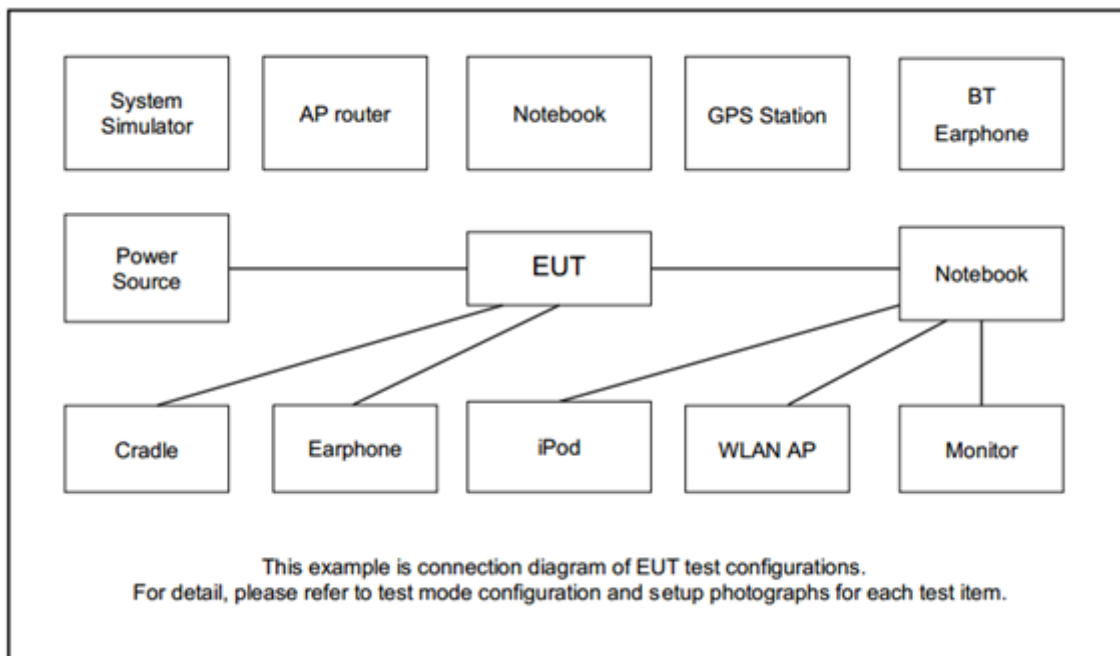 System
Simulator
AP router
Notebook
GPS Station
BT
Earphone
Power
Source
EUT
Notebook
Cradle
Earphone
iPod
WLAN AP
Monitor
This example is connection diagram of EUT test configurations.
For detail, please refer to test mode configuration and setup photographs for each test item.